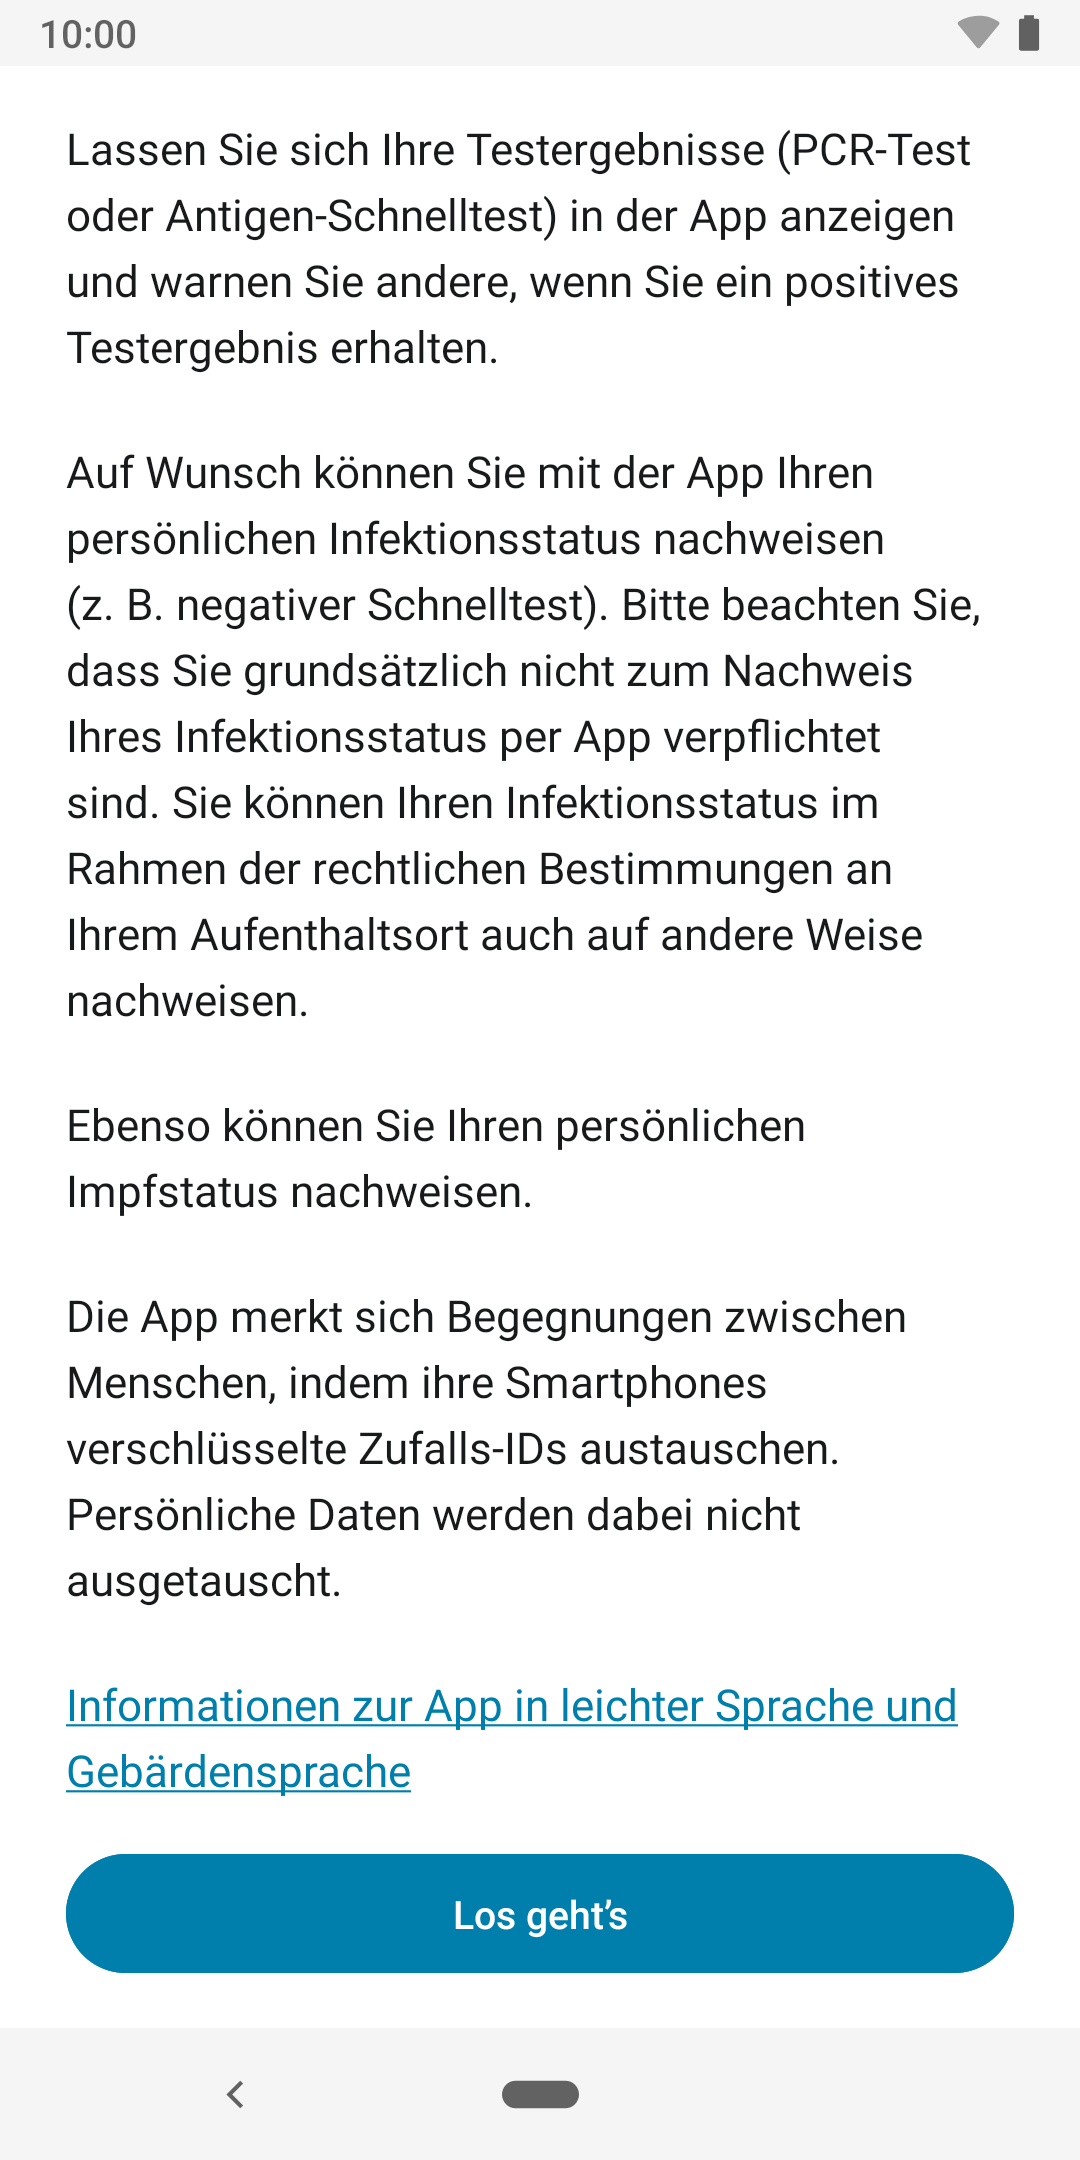 10:00
Lassen Sie sich Ihre Testergebnisse (PCR-Test
oder Antigen-Schnelltest) in der App anzeigen
und warnen Sie andere, wenn Sie ein positives
Testergebnis erhalten.
Auf Wunsch können Sie mit der App Ihren
persönlichen Infektionsstatus nachweisen
(z. B. negativer Schnelltest). Bitte beachten Sie,
dass Sie grundsätzlich nicht zum Nachweis
Ihres Infektionsstatus per App verpflichtet
sind. Sie können Ihren Infektionsstatus im
Rahmen der rechtlichen Bestimmungen an
Ihrem Aufenthaltsort auch auf andere Weise
nachweisen.
Ebenso können Sie Ihren persönlichen
Impfstatus nachweisen.
Die App merkt sich Begegnungen zwischen
Menschen, indem ihre Smartphones
verschlüsselte Zufalls-IDs austauschen.
Persönliche Daten werden dabei nicht
ausgetauscht.
Informationen zur App in leichter Sprache und
Gebärdensprache
Los geht’s